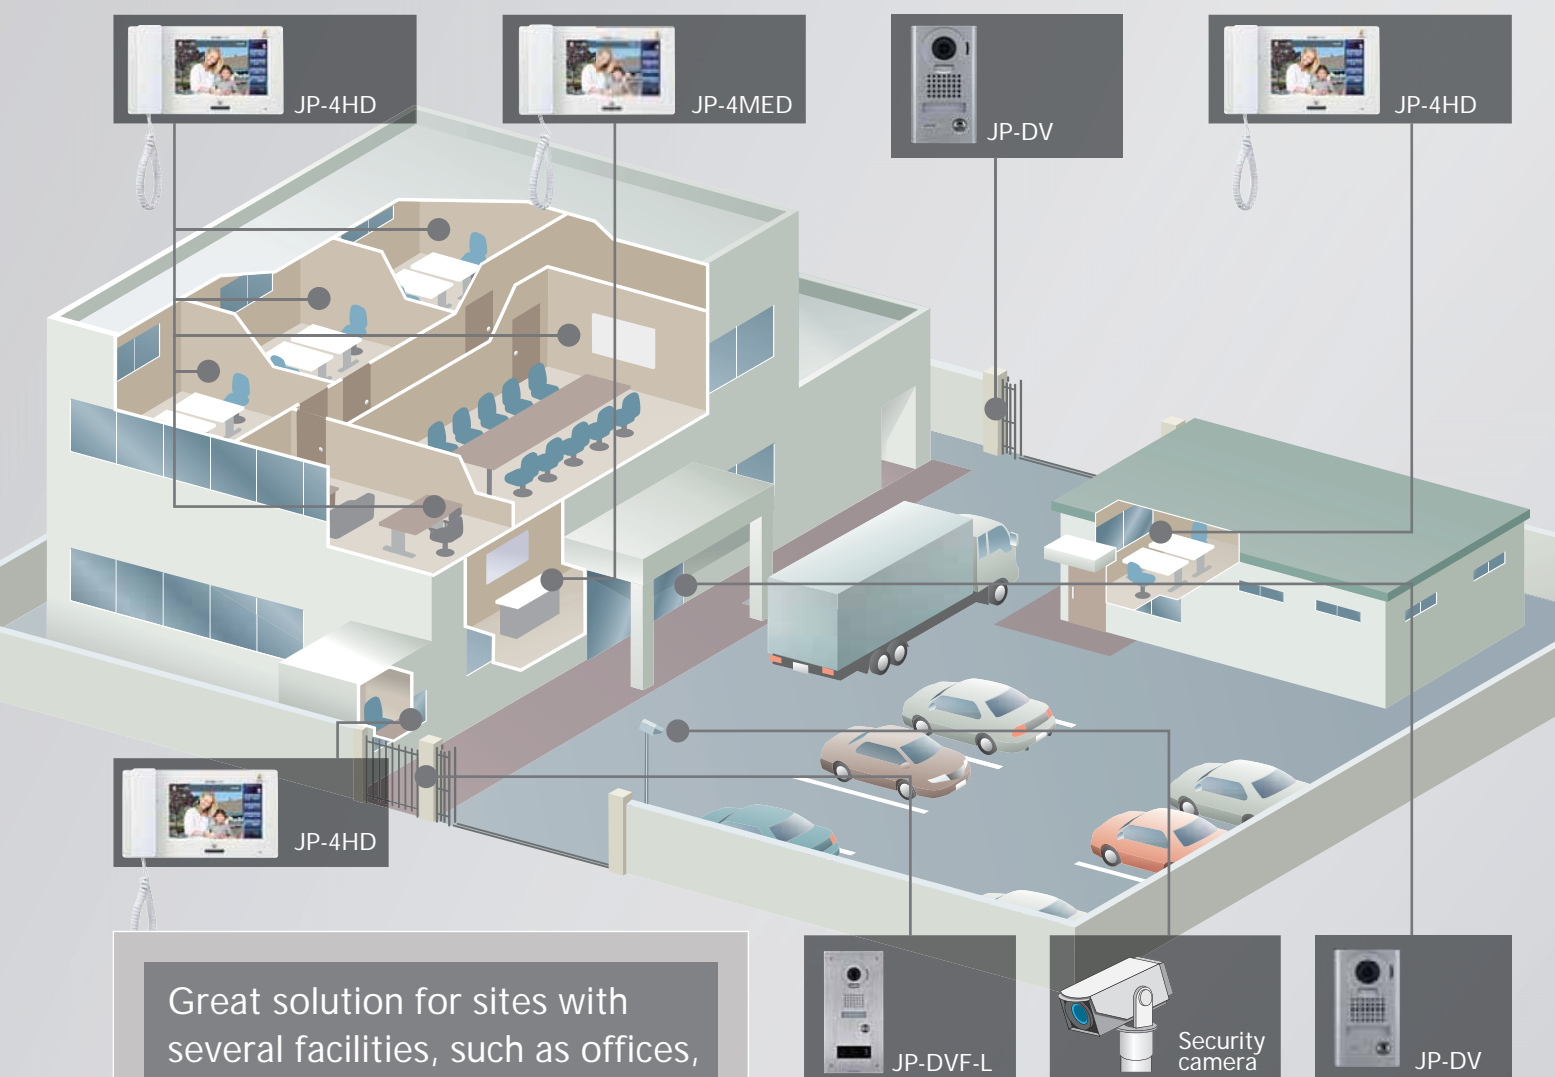 JP-4HD
JP-4MED
JP-DV
JP-4HD
JP-4HD
Great solution for sites with
several facilities, such as offices,
JP-DVF-L
Security
camera
JP-DV